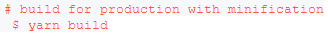 # build for production with minification
$ yarn build